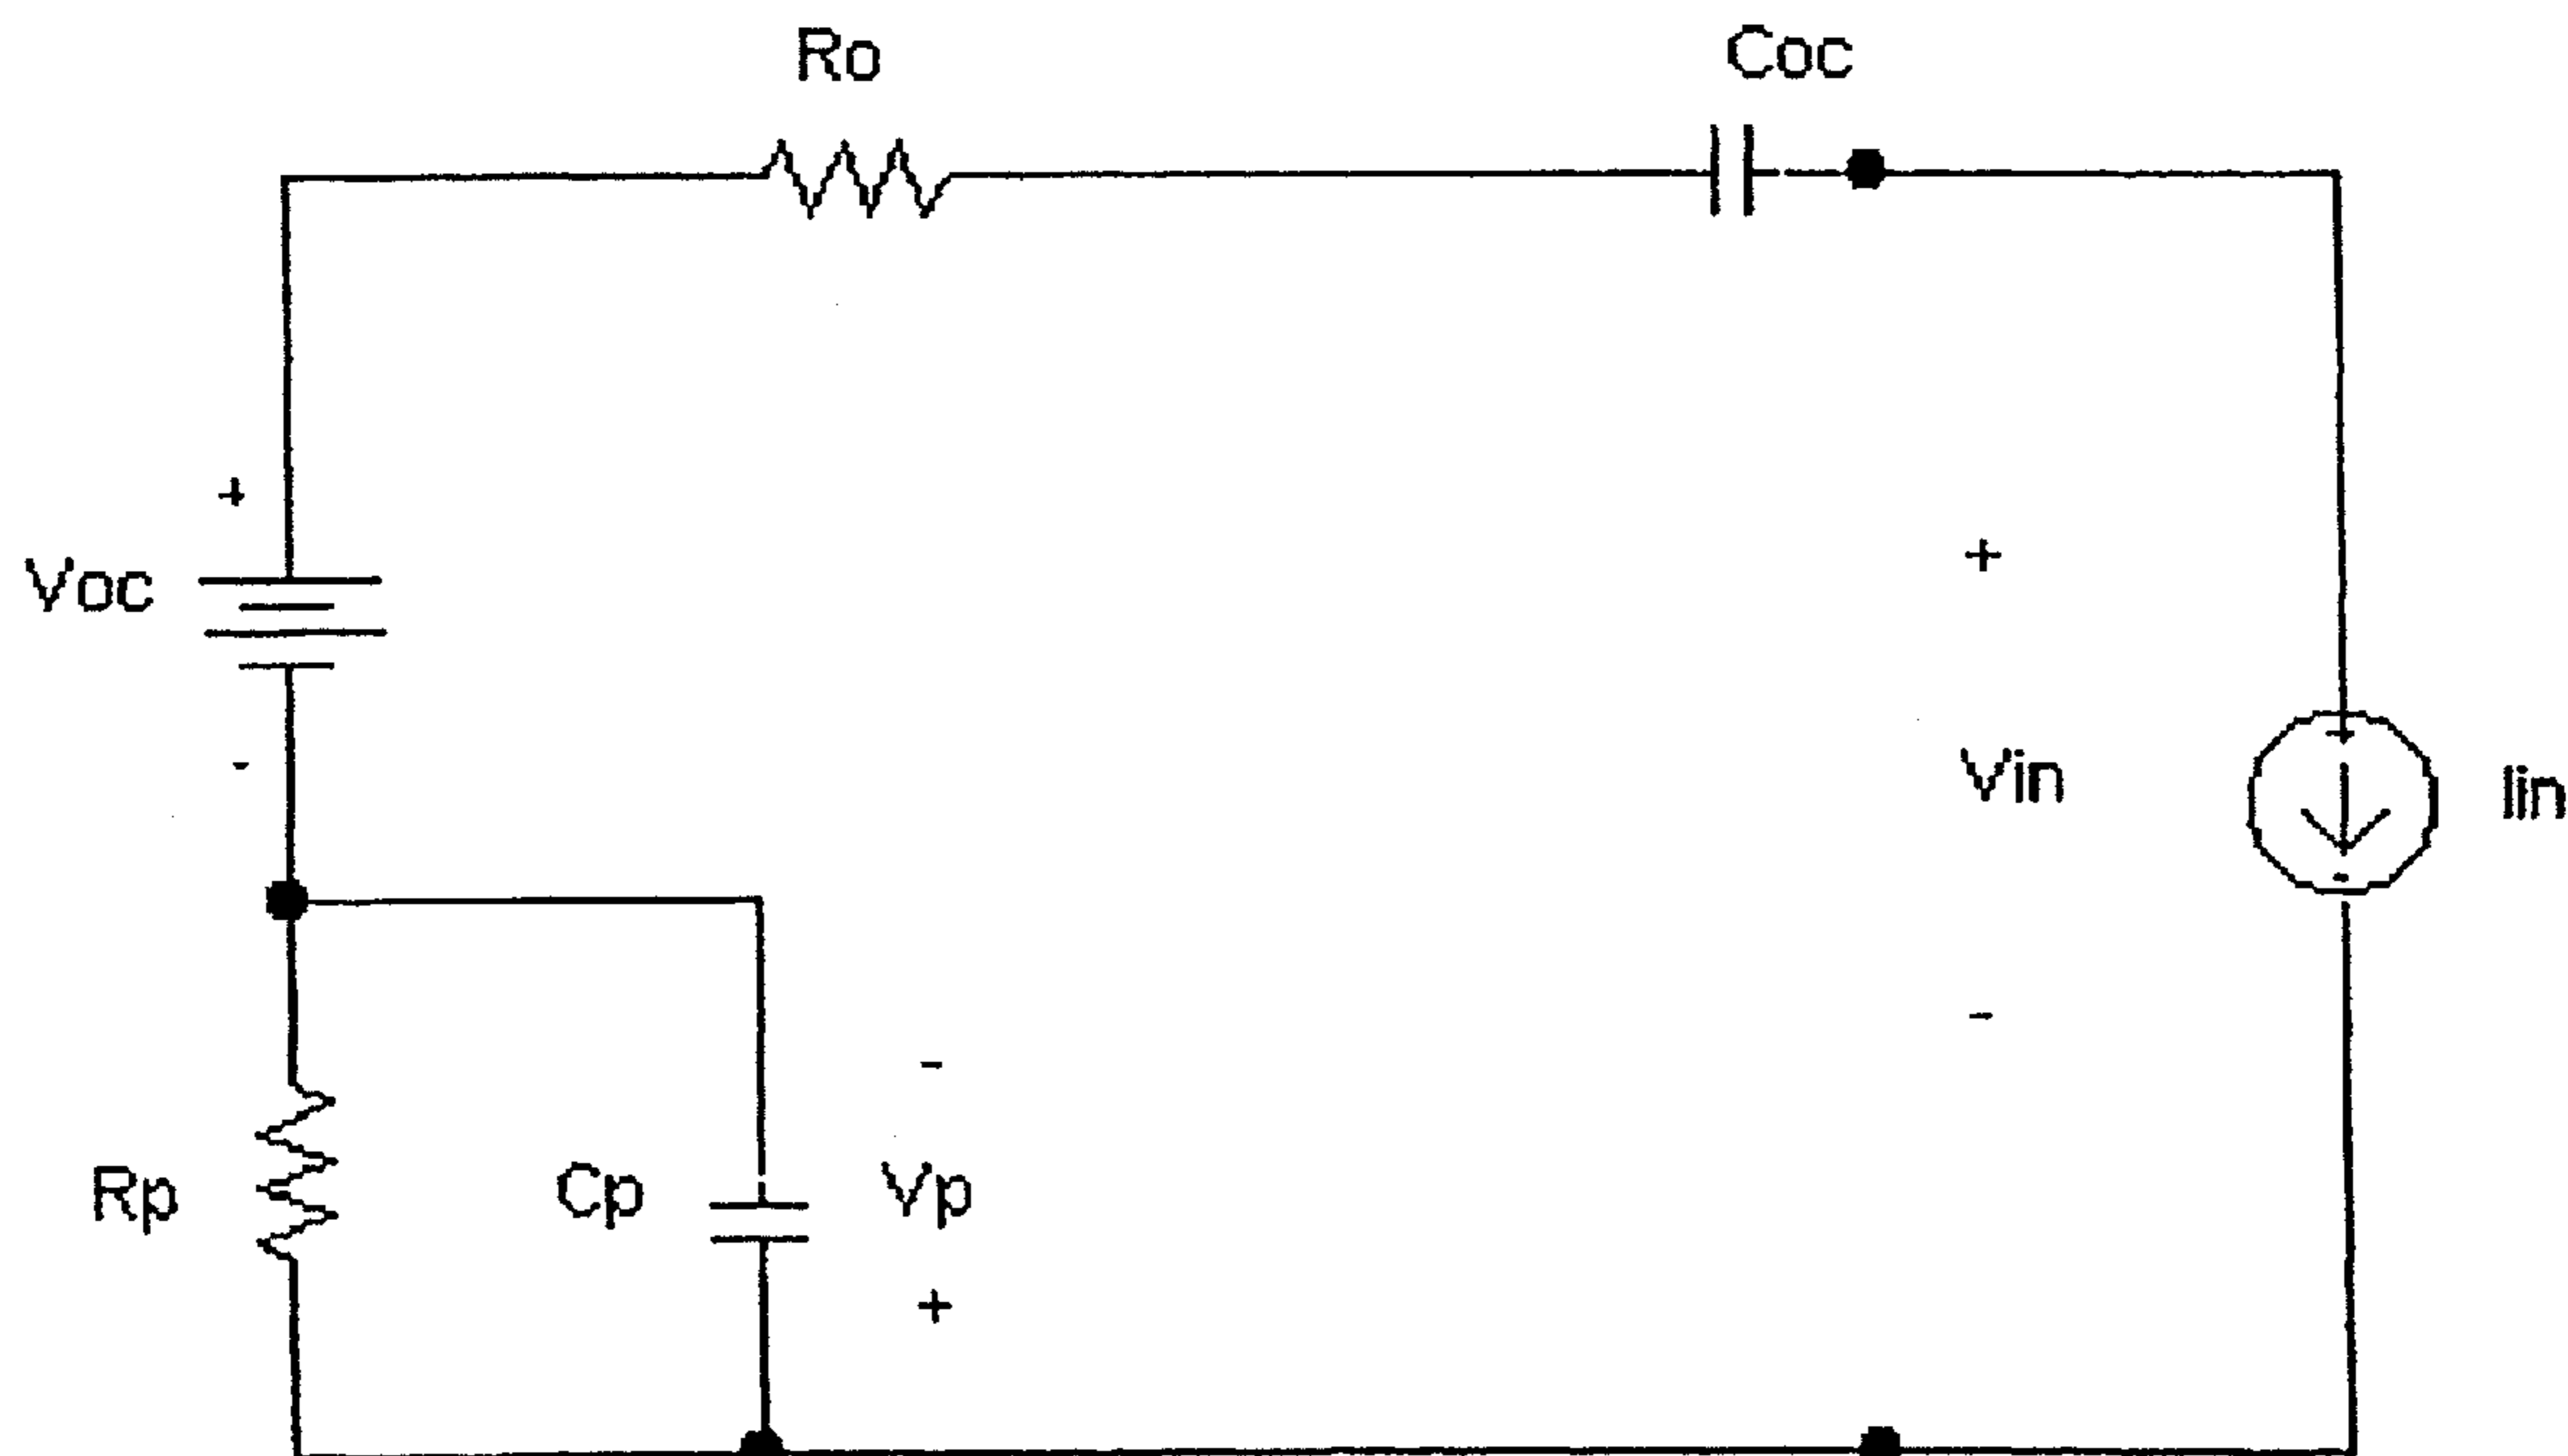 Ro
Coc
+
Voc
-
+
Vin
-
+
-
Iin
Rp
Cp
-
Vp
+